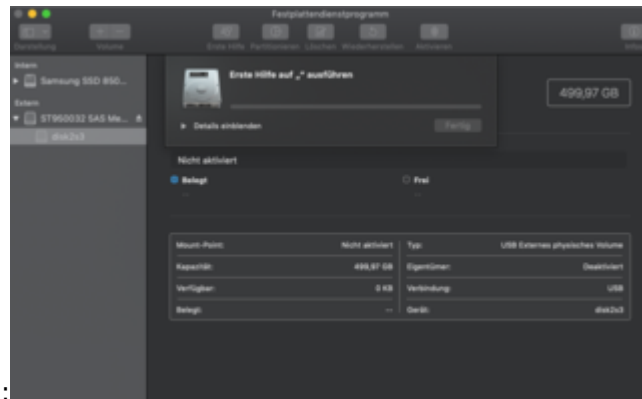 Festplattendienstprogramm
Darstellung
Volume
Erste Hilfe
Partitionieren
Löschen
Wiederherstellen
Aktivieren
Intern
Samsung SSD 850...
Extern
ST950032 5AS Me...
disk2s3
Erste Hilfe auf „“ ausführen
Details einblenden
Fertig
499,97 GB
Nicht aktiviert
Belegt
--
Frei
--
Mount-Point: Nicht aktiviert
Typ: USB Externes physisches Volume
Kapazität: 499,97 GB
Eigentümer: Deaktiviert
Verfügbar: 0 KB
Verbindung: USB
Belegt: --
Gerät: disk2s3
: